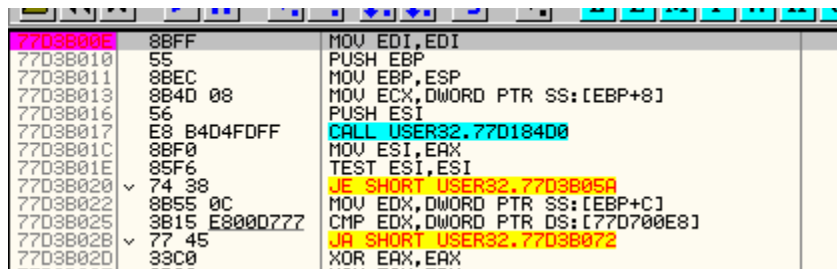 77D3B00E 8BFF MOV EDI,EDI
77D3B010 55 PUSH EBP
77D3B011 8BEC MOV EBP,ESP
77D3B013 8B4D 08 MOV ECX,DWORD PTR SS:[EBP+8]
77D3B016 56 PUSH ESI
77D3B017 E8 B4D4FDFF CALL USER32.77D184D0
77D3B01C 8BF0 MOV ESI,EAX
77D3B01E 85F6 TEST ESI,ESI
77D3B020 74 38 JE SHORT USER32.77D3B05A
77D3B022 8B55 0C MOV EDX,DWORD PTR SS:[EBP+C]
77D3B025 3B15 E800D777 CMP EDX,DWORD PTR DS:[77D700E8]
77D3B02B 77 45 JA SHORT USER32.77D3B072
77D3B02D 33C0 XOR EAX,EAX